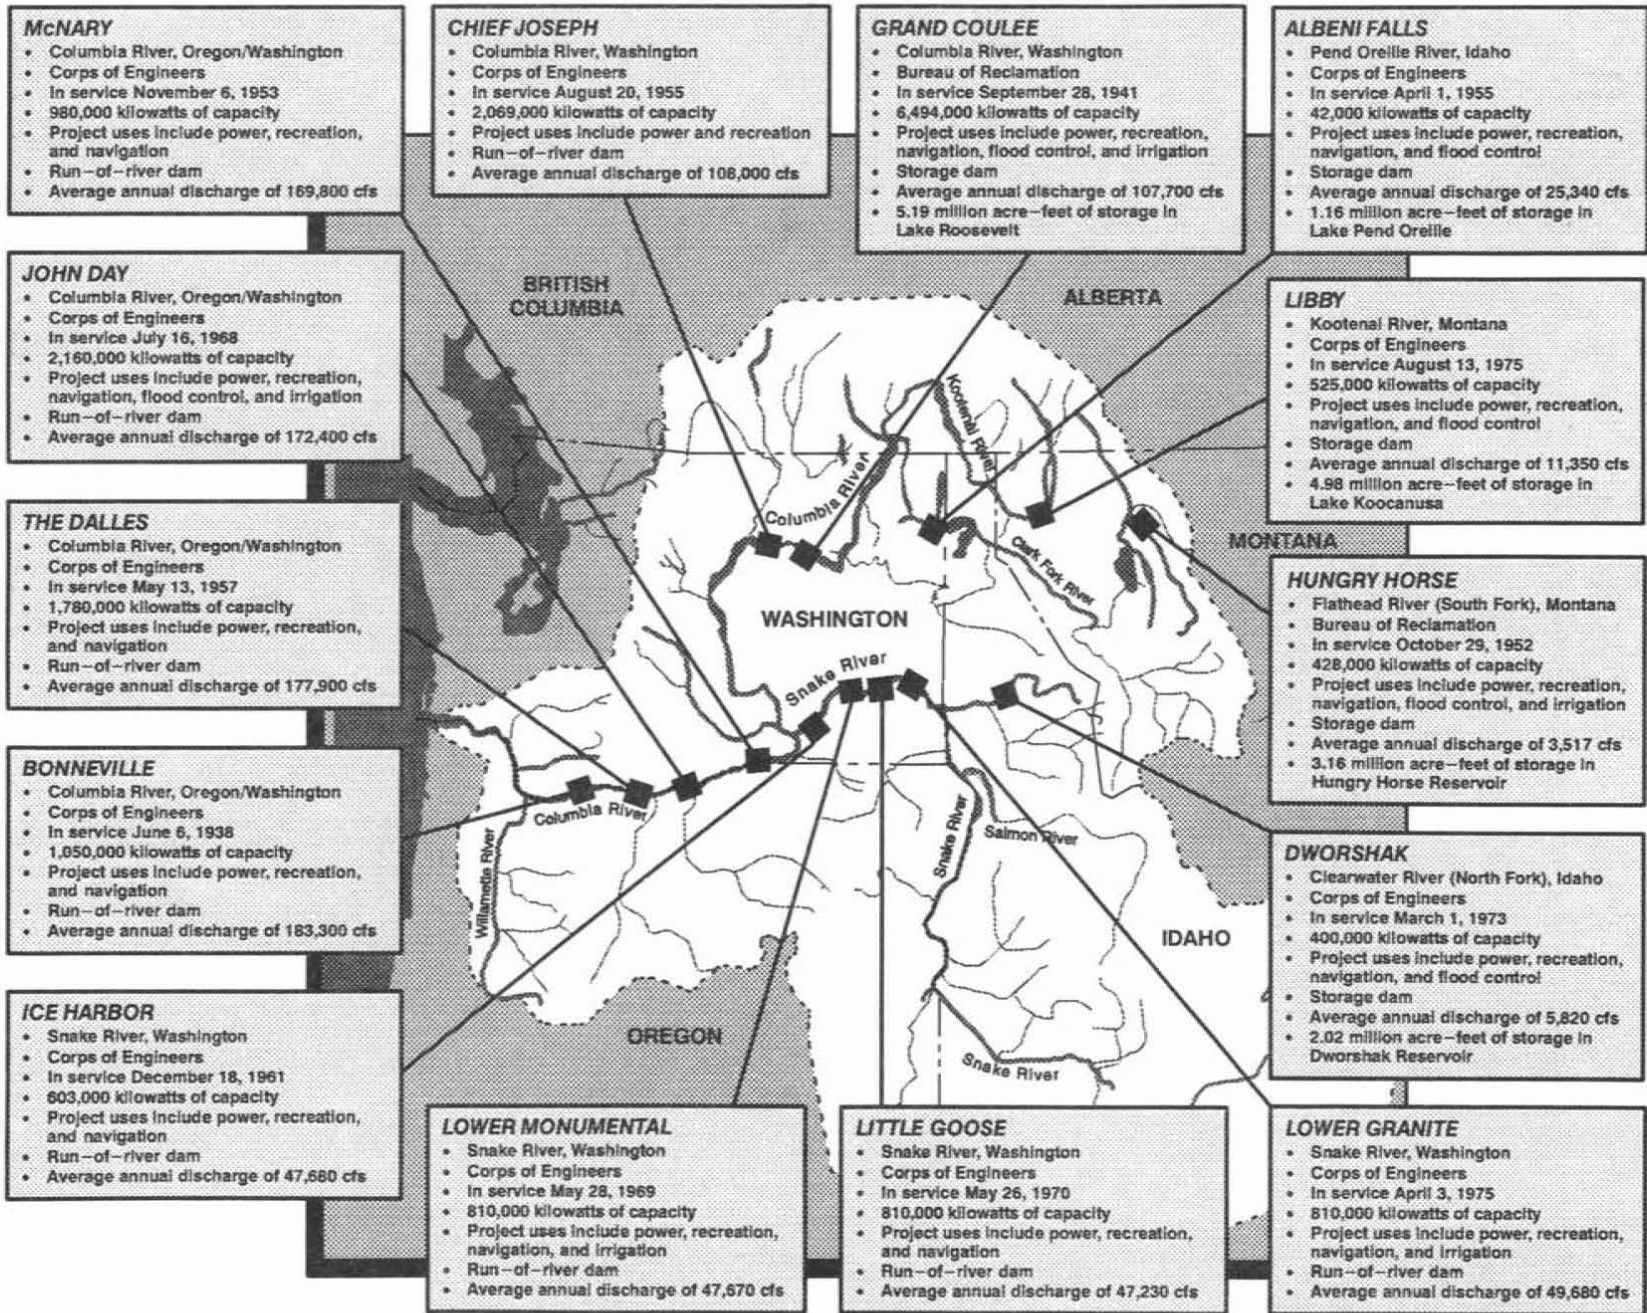 McNARY
• Columbia River, Oregon/Washington
• Corps of Engineers
• In service November 6, 1953
• 980,000 kilowatts of capacity
• Project uses include power, recreation,
and navigation
• Run-of-river dam
• Average annual discharge of 169,800 cfs
CHIEF JOSEPH
• Columbia River, Washington
• Corps of Engineers
• In service August 20, 1955
• 2,069,000 kilowatts of capacity
• Project uses include power and recreation
• Run-of-river dam
• Average annual discharge of 108,000 cfs
GRAND COULEE
• Columbia River, Washington
• Bureau of Reclamation
• In service September 28, 1941
• 6,494,000 kilowatts of capacity
• Project uses include power, recreation,
navigation, flood control, and irrigation
• Storage dam
• Average annual discharge of 107,700 cfs
• 5.19 million acre-feet of storage in
Lake Roosevelt
ALBENI FALLS
• Pend Oreille River, Idaho
• Corps of Engineers
• In service April 1, 1955
• 42,000 kilowatts of capacity
• Project uses include power, recreation,
navigation, and flood control
• Storage dam
• Average annual discharge of 25,340 cfs
• 1.16 million acre-feet of storage in
Lake Pend Oreille
JOHN DAY
• Columbia River, Oregon/Washington
• Corps of Engineers
• In service July 16, 1968
• 2,160,000 kilowatts of capacity
• Project uses include power, recreation,
navigation, flood control, and irrigation
• Run-of-river dam
• Average annual discharge of 172,400 cfs
LIBBY
• Kootenai River, Montana
• Corps of Engineers
• In service August 13, 1975
• 525,000 kilowatts of capacity
• Project uses include power, recreation,
navigation, and flood control
• Storage dam
• Average annual discharge of 11,350 cfs
• 4.98 million acre-feet of storage in
Lake Koocanusa
THE DALLES
• Columbia River, Oregon/Washington
• Corps of Engineers
• In service May 13, 1957
• 1,780,000 kilowatts of capacity
• Project uses include power, recreation,
and navigation
• Run-of-river dam
• Average annual discharge of 177,900 cfs
HUNGRY HORSE
• Flathead River (South Fork), Montana
• Bureau of Reclamation
• In service October 29, 1952
• 428,000 kilowatts of capacity
• Project uses include power, recreation,
navigation, flood control, and irrigation
• Storage dam
• Average annual discharge of 3,517 cfs
• 3.16 million acre-feet of storage in
Hungry Horse Reservoir
BONNEVILLE
• Columbia River, Oregon/Washington
• Corps of Engineers
• In service June 6, 1938
• 1,050,000 kilowatts of capacity
• Project uses include power, recreation,
and navigation
• Run-of-river dam
• Average annual discharge of 183,300 cfs
DWORSHAK
• Clearwater River (North Fork), Idaho
• Corps of Engineers
• In service March 1, 1973
• 400,000 kilowatts of capacity
• Project uses include power, recreation,
navigation, and flood control
• Storage dam
• Average annual discharge of 5,820 cfs
• 2.02 million acre-feet of storage in
Dworshak Reservoir
ICE HARBOR
• Snake River, Washington
• Corps of Engineers
• In service December 18, 1961
• 603,000 kilowatts of capacity
• Project uses include power, recreation,
and navigation
• Run-of-river dam
• Average annual discharge of 47,680 cfs
LOWER MONUMENTAL
• Snake River, Washington
• Corps of Engineers
• In service May 28, 1969
• 810,000 kilowatts of capacity
• Project uses include power, recreation,
navigation, and irrigation
• Run-of-river dam
• Average annual discharge of 47,670 cfs
LITTLE GOOSE
• Snake River, Washington
• Corps of Engineers
• In service May 26, 1970
• 810,000 kilowatts of capacity
• Project uses include power, recreation,
and navigation
• Run-of-river dam
• Average annual discharge of 47,230 cfs
LOWER GRANITE
• Snake River, Washington
• Corps of Engineers
• In service April 3, 1975
• 810,000 kilowatts of capacity
• Project uses include power, recreation,
navigation, and irrigation
• Run-of-river dam
• Average annual discharge of 49,680 cfs
BRITISH
COLUMBIA
ALBERTA
Kootenai River
Columbia River
Clark Fork River
MONTANA
WASHINGTON
Snake River
Columbia River
Willamette River
Snake River
Salmon River
IDAHO
OREGON
Snake River